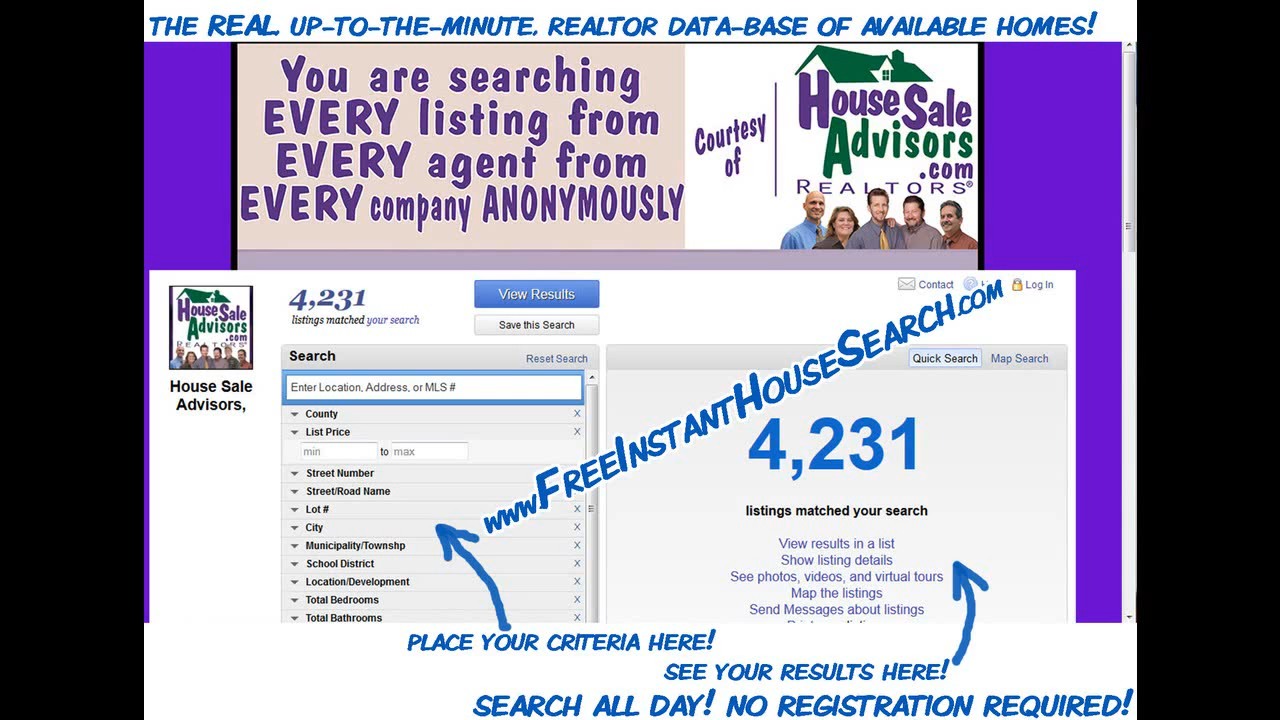 THE REAL, UP-TO-THE-MINUTE, REALTOR DATA-BASE OF AVAILABLE HOMES!
You are searching
EVERY listing from
EVERY agent from
EVERY company ANONYMOUSLY
Courtesy
of
House Sale
Advisors
.com
REALTORS®
4,231
listings matched your search
View Results
Save this Search
Contact
Log In
House Sale
Advisors
.com
REALTORS®
House Sale
Advisors,
Search
Reset Search
Quick Search
Map Search
Enter Location, Address, or MLS #
County X
List Price X
min to max
Street Number
Street/Road Name
Lot # X
City X
Municipality/Townshp X
School District X
Location/Development X
Total Bedrooms X
Total Bathrooms X
www.FreeInstantHouseSearch.com
4,231
listings matched your search
View results in a list
Show listing details
See photos, videos, and virtual tours
Map the listings
Send Messages about listings
PLACE YOUR CRITERIA HERE!
SEE YOUR RESULTS HERE!
SEARCH ALL DAY! NO REGISTRATION REQUIRED!